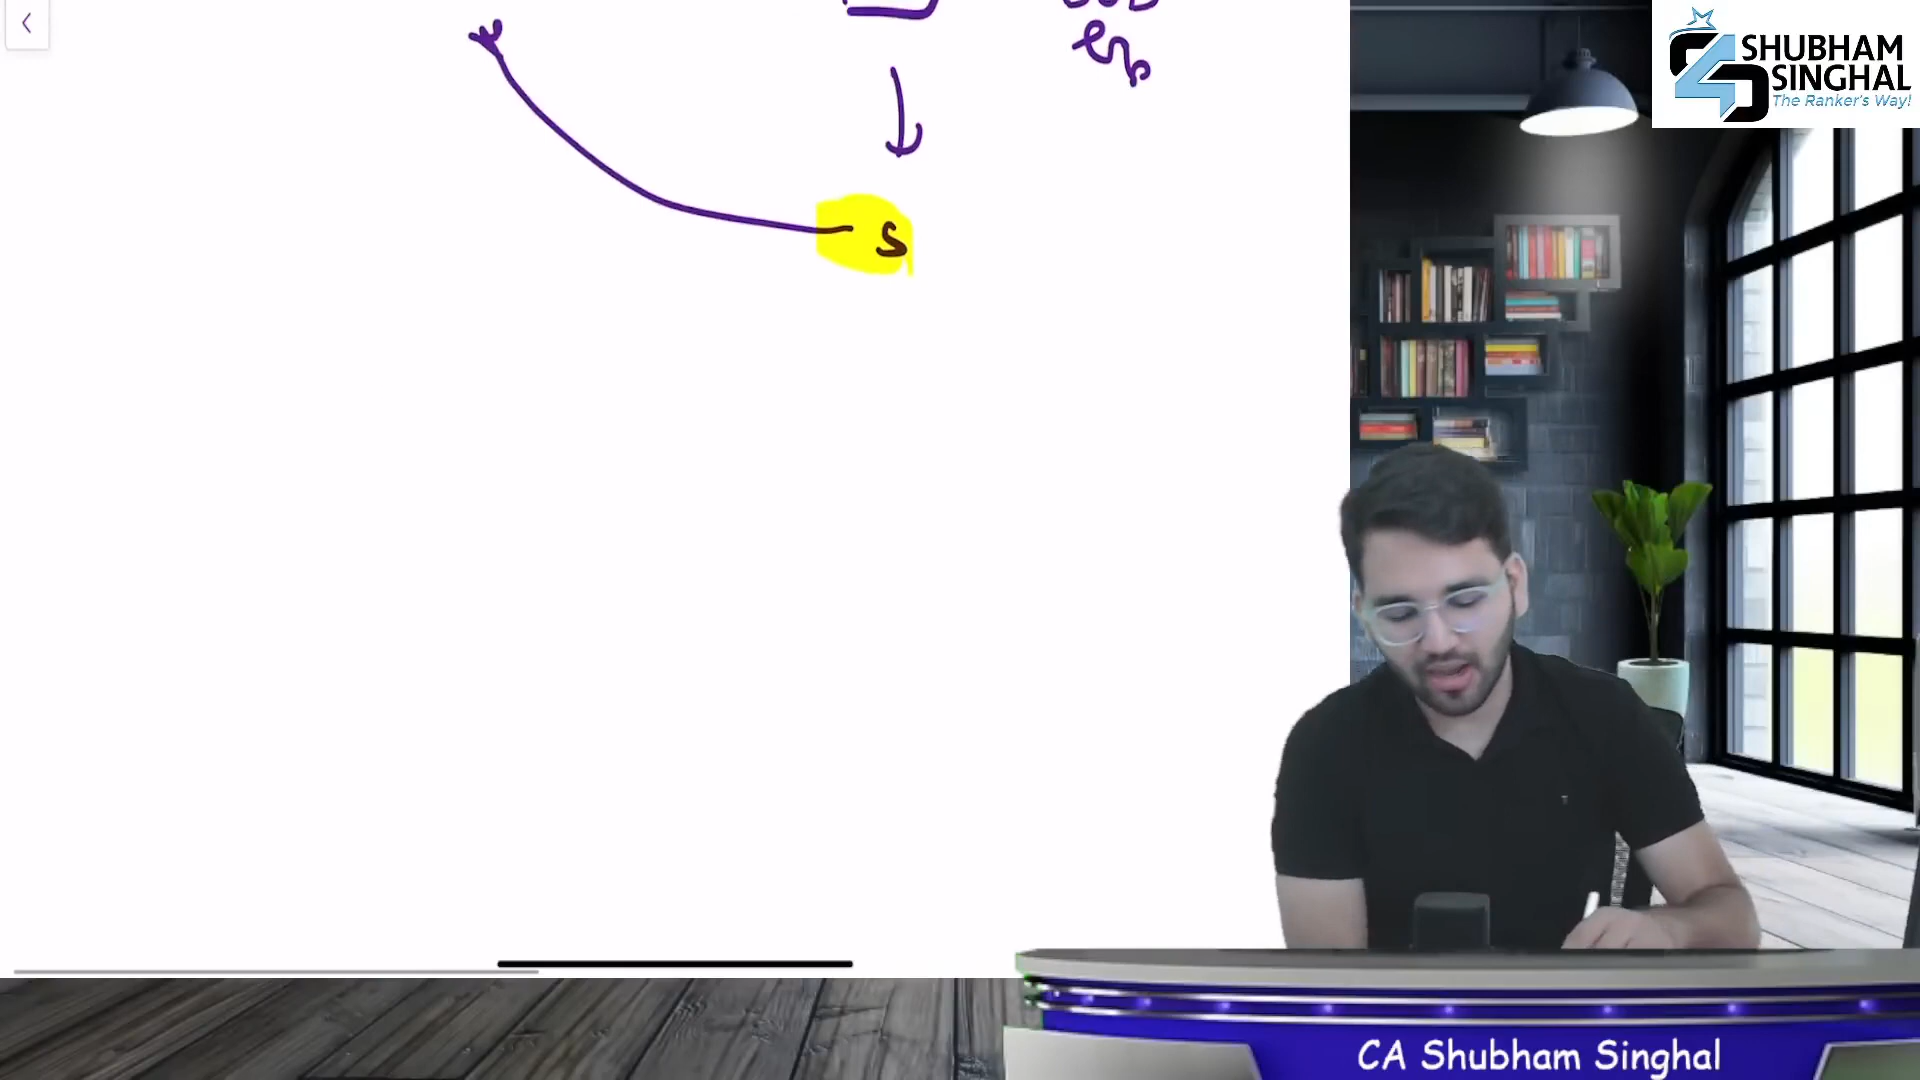 S
SHUBHAM
SINGHAL
The Ranker's Way!
CA Shubham Singhal